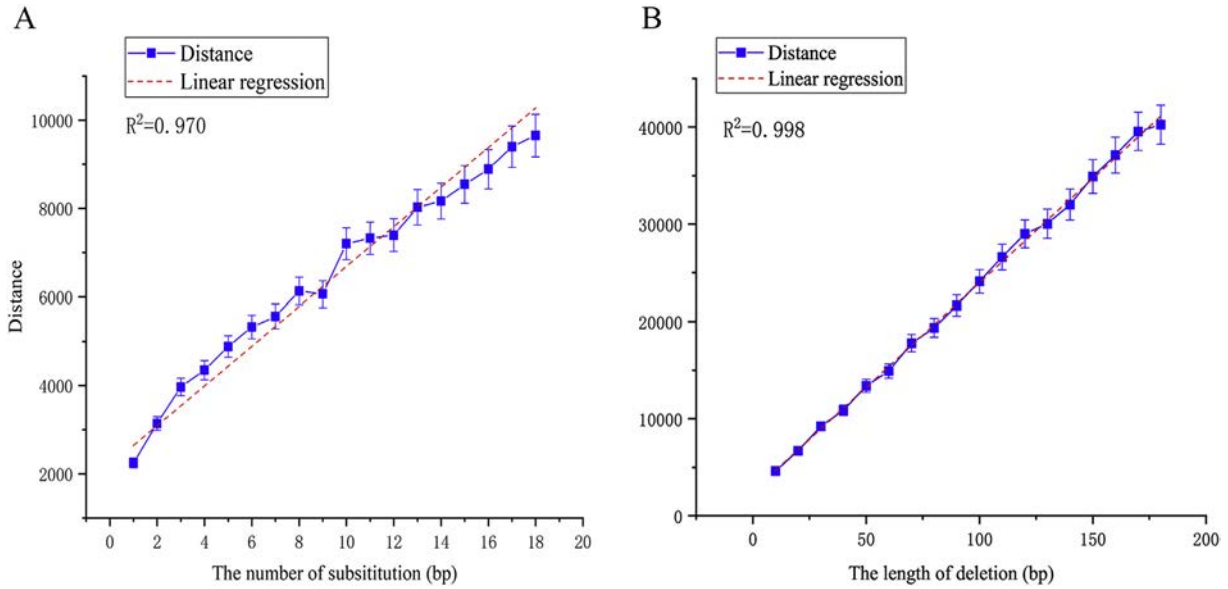 A
Distance
Linear regression
R²=0.970
Distance
10000
8000
6000
4000
2000
0 2 4 6 8 10 12 14 16 18 20
The number of subsititution (bp)
B
Distance
Linear regression
R²=0.998
40000
30000
20000
10000
0
0 50 100 150 200
The length of deletion (bp)